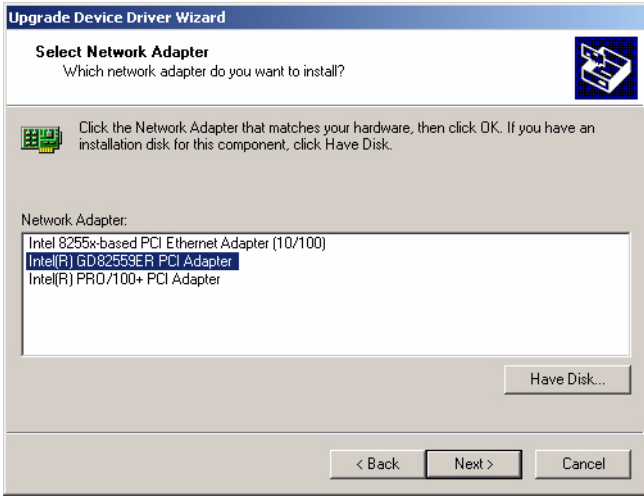 Upgrade Device Driver Wizard
Select Network Adapter
Which network adapter do you want to install?
Click the Network Adapter that matches your hardware, then click OK. If you have an
installation disk for this component, click Have Disk.
Network Adapter:
Intel 8255x-based PCI Ethernet Adapter (10/100)
Intel(R) GD82559ER PCI Adapter
Intel(R) PRO/100+ PCI Adapter
Have Disk...
< Back
Next >
Cancel